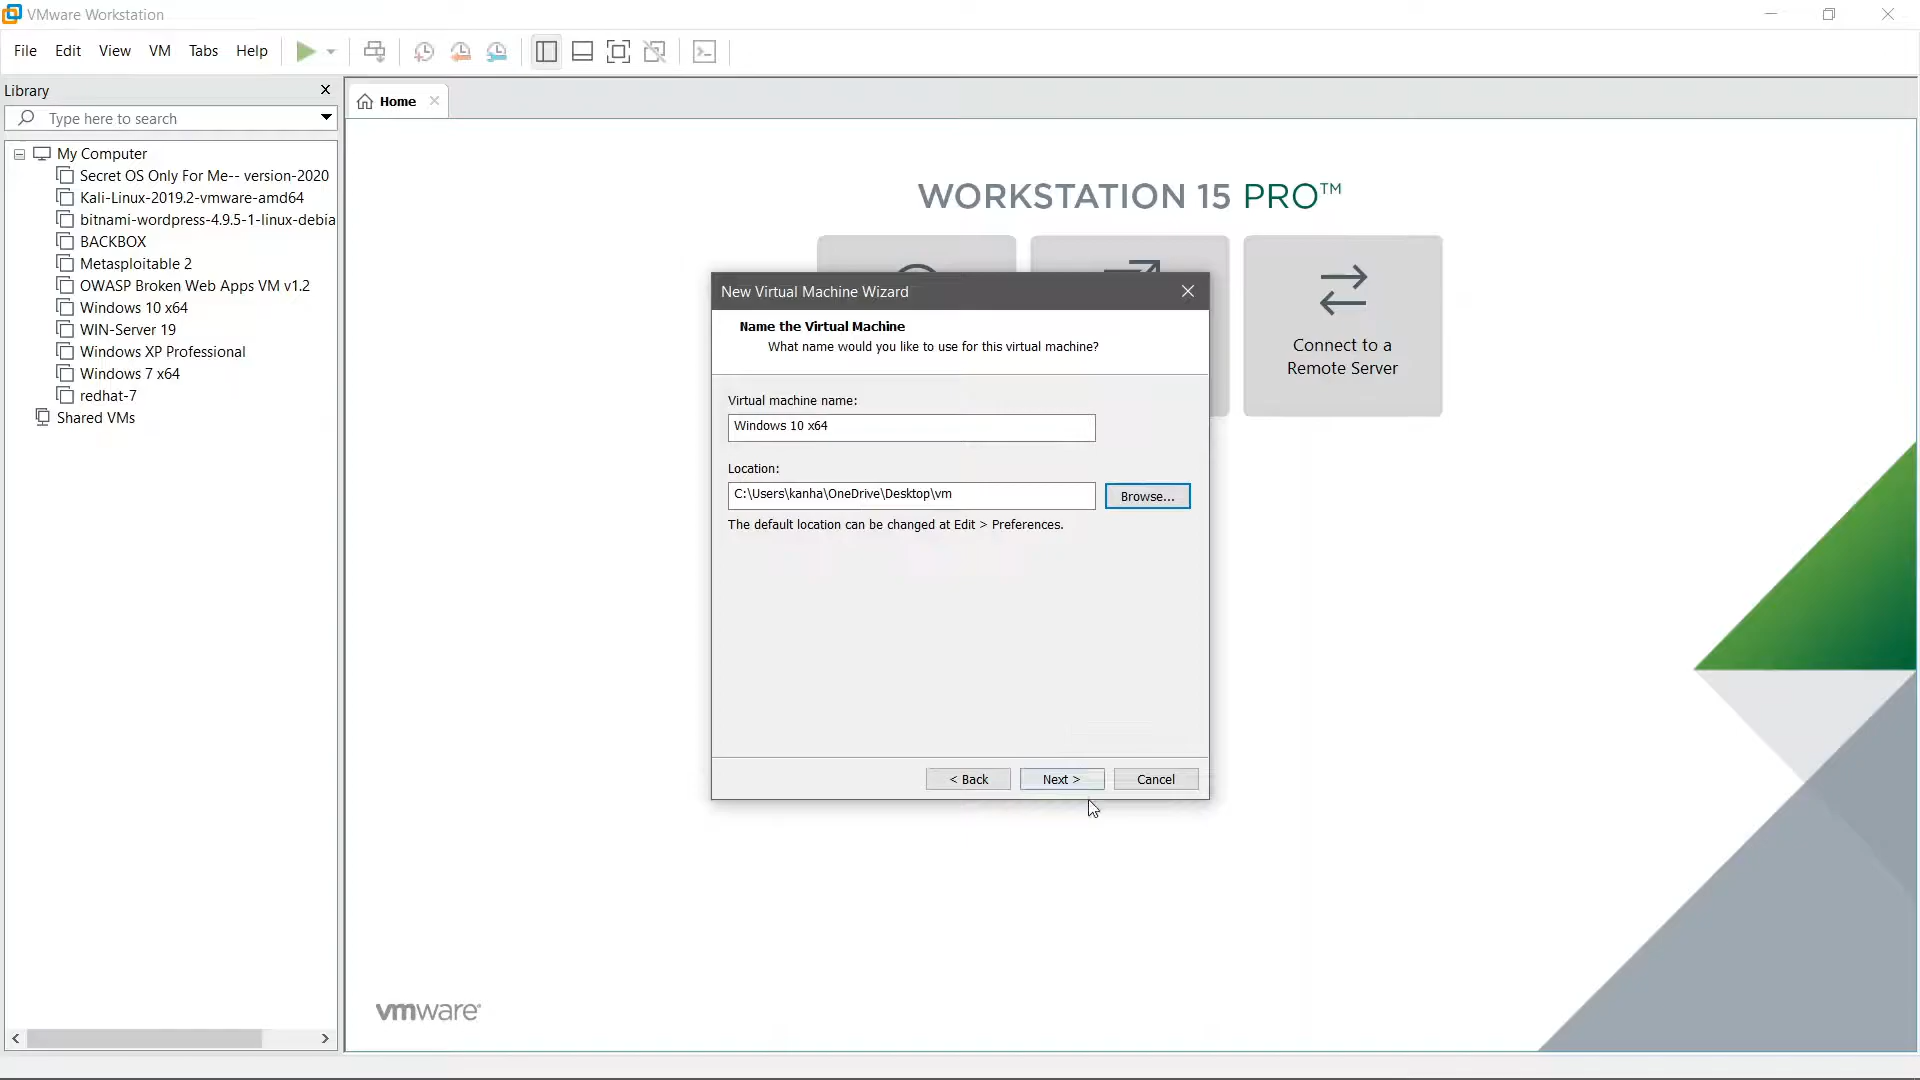 VMware Workstation
File Edit View VM Tabs Help
Library
Type here to search
My Computer
Secret OS Only For Me-- version-2020
Kali-Linux-2019.2-vmware-amd64
bitnami-wordpress-4.9.5-1-linux-debia
BACKBOX
Metasploitable 2
OWASP Broken Web Apps VM v1.2
Windows 10 x64
WIN-Server 19
Windows XP Professional
Windows 7 x64
redhat-7
Shared VMs
Home
WORKSTATION 15 PRO™
Connect to a
Remote Server
New Virtual Machine Wizard
Name the Virtual Machine
What name would you like to use for this virtual machine?
Virtual machine name:
Windows 10 x64
Location:
C:\Users\kanha\OneDrive\Desktop\vm
Browse...
The default location can be changed at Edit > Preferences.
< Back Next > Cancel
vmware